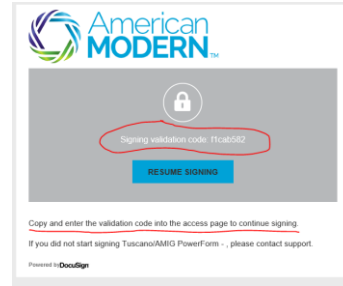 American
MODERN™
Signing validation code: f1cab582
RESUME SIGNING
Copy and enter the validation code into the access page to continue signing.
If you did not start signing Tuscano/AMIG PowerForm - , please contact support.
Powered by DocuSign